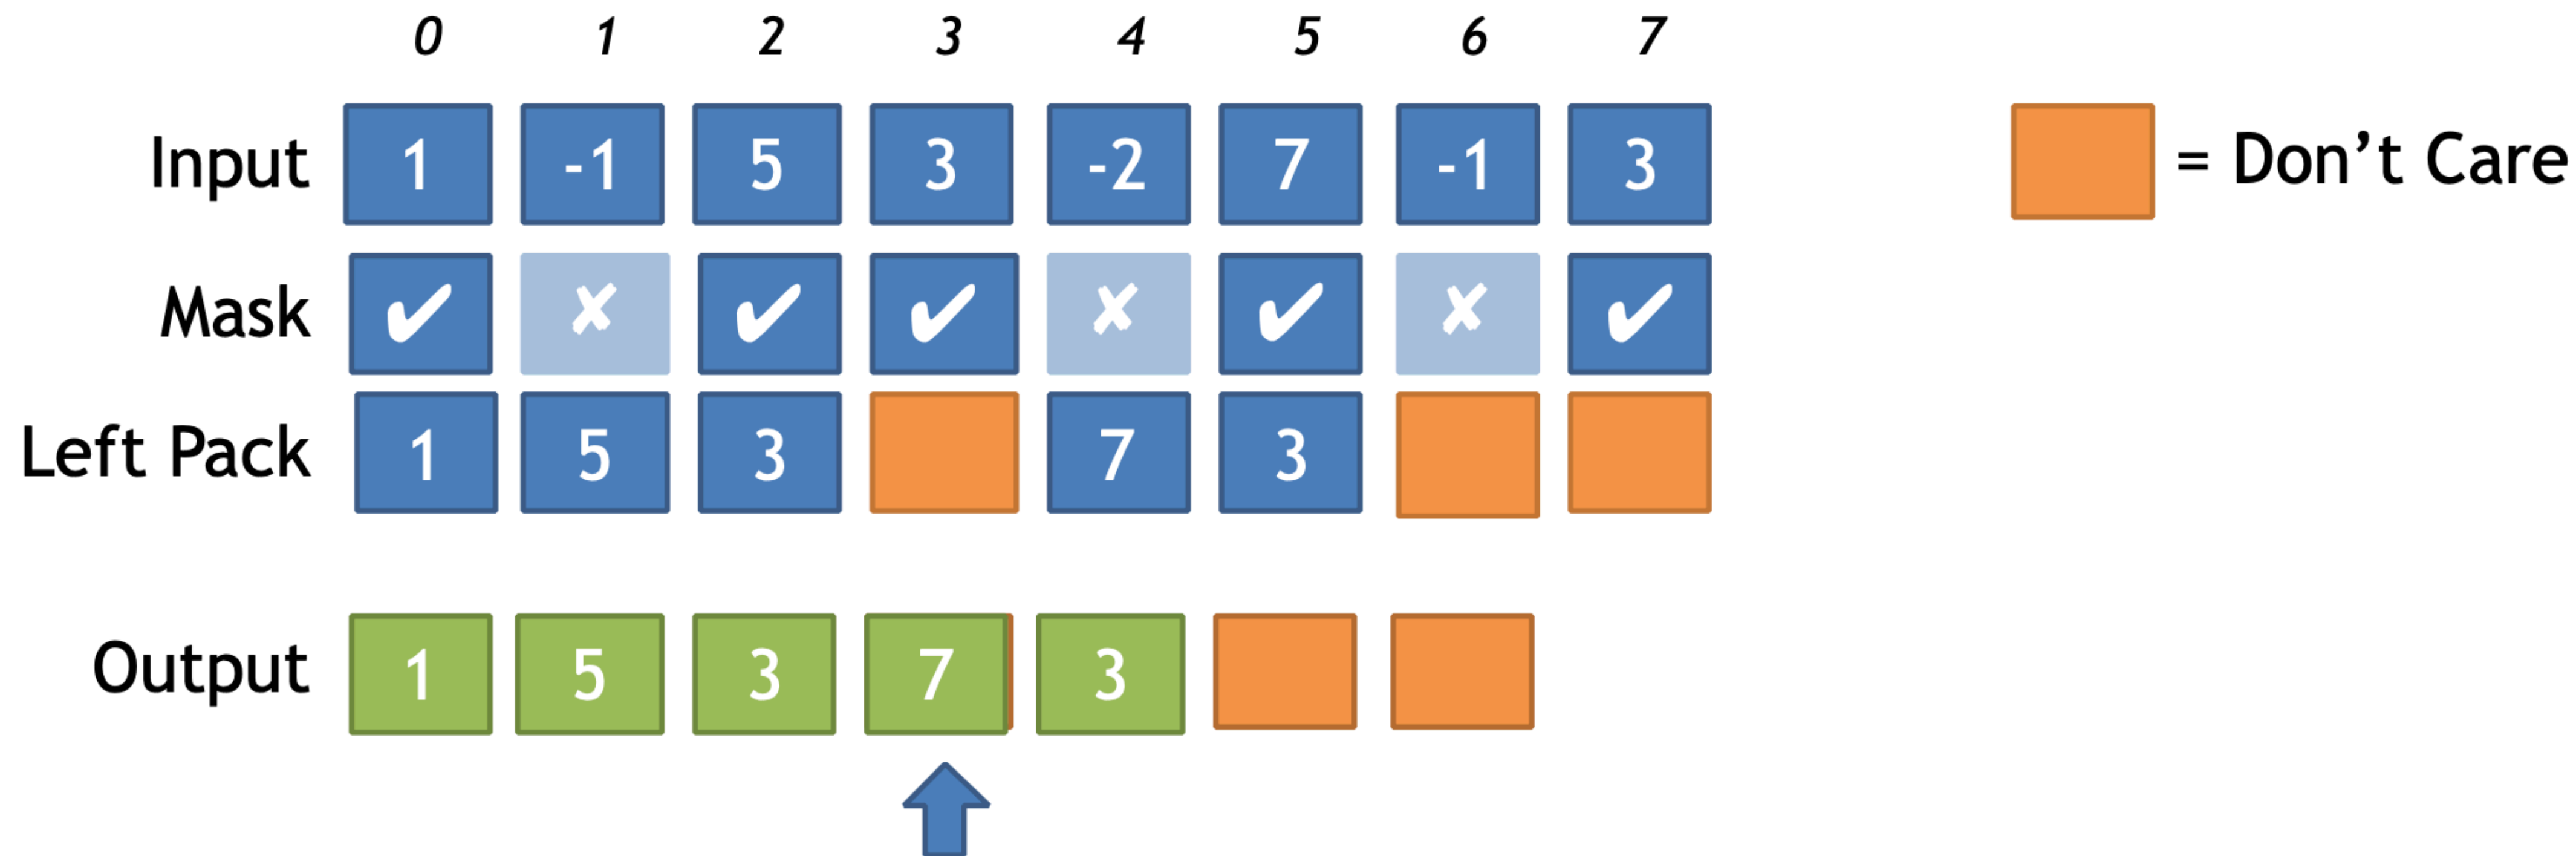 0 1 2 3 4 5 6 7
Input 1 -1 5 3 -2 7 -1 3 = Don’t Care
Mask ✔ ✘ ✔ ✔ ✘ ✔ ✘ ✔
Left Pack 1 5 3 7 3
Output 1 5 3 7 3